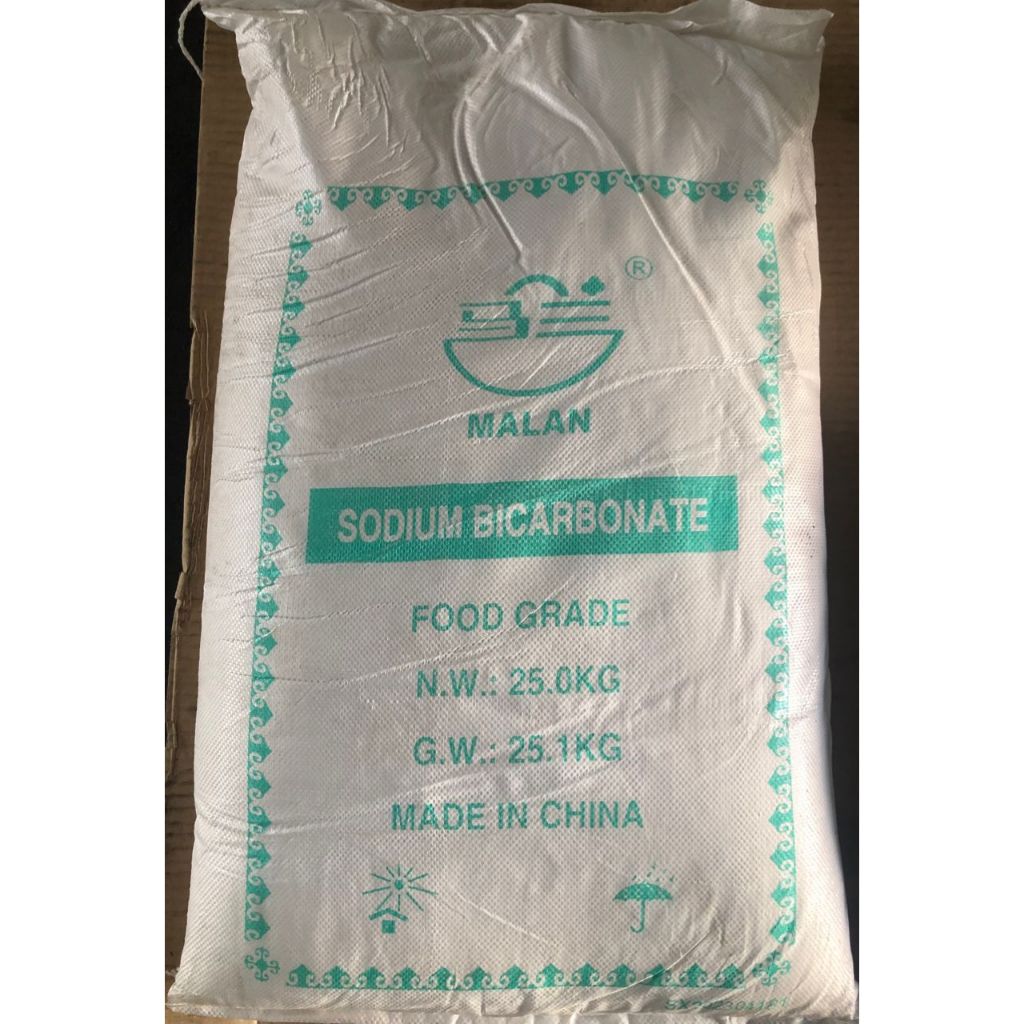 ®
MALAN
SODIUM BICARBONATE
FOOD GRADE
N.W.: 25.0KG
G.W.: 25.1KG
MADE IN CHINA